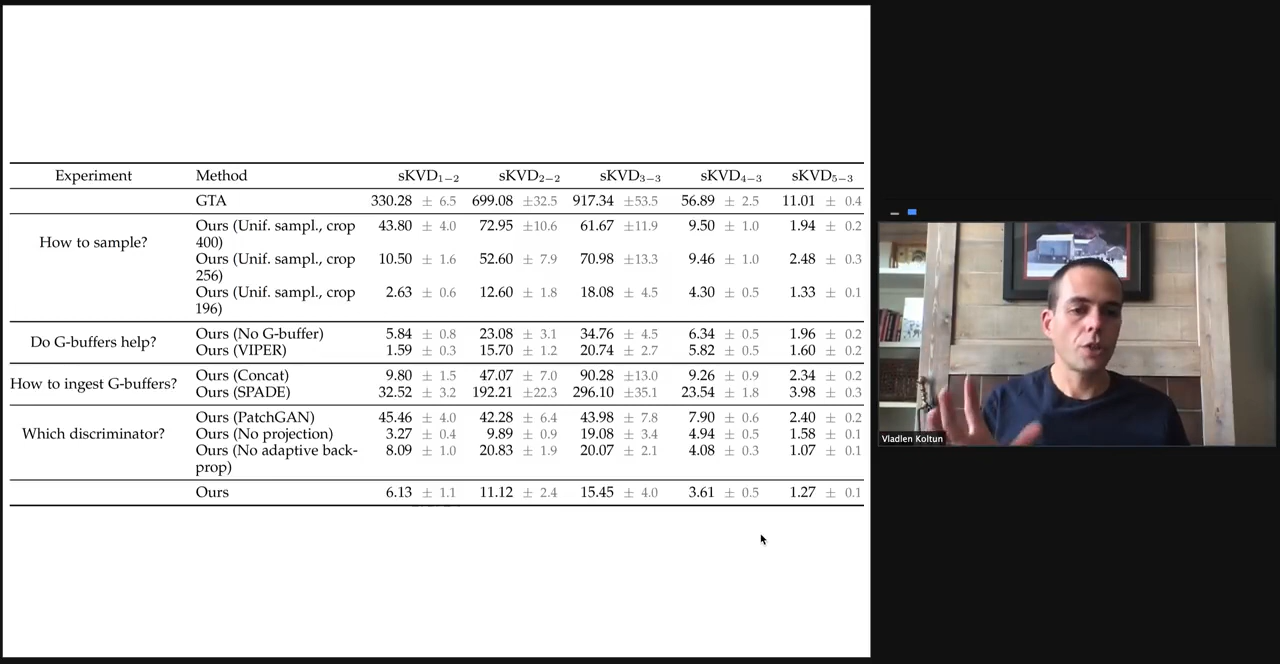 Experiment Method sKVD1−2 sKVD2−2 sKVD3−3 sKVD4−3 sKVD5−3
GTA 330.28 ± 6.5 699.08 ±32.5 917.34 ±53.5 56.89 ± 2.5 11.01 ± 0.4
How to sample?
Ours (Unif. sampl., crop 400) 43.80 ± 4.0 72.95 ±10.6 61.67 ±11.9 9.50 ± 1.0 1.94 ± 0.2
Ours (Unif. sampl., crop 256) 10.50 ± 1.6 52.60 ± 7.9 70.98 ±13.3 9.46 ± 1.0 2.48 ± 0.3
Ours (Unif. sampl., crop 196) 2.63 ± 0.6 12.60 ± 1.8 18.08 ± 4.5 4.30 ± 0.5 1.33 ± 0.1
Do G-buffers help?
Ours (No G-buffer) 5.84 ± 0.8 23.08 ± 3.1 34.76 ± 4.5 6.34 ± 0.5 1.96 ± 0.2
Ours (VIPER) 1.59 ± 0.3 15.70 ± 1.2 20.74 ± 2.7 5.82 ± 0.5 1.60 ± 0.2
How to ingest G-buffers?
Ours (Concat) 9.80 ± 1.5 47.07 ± 7.0 90.28 ±13.0 9.26 ± 0.9 2.34 ± 0.2
Ours (SPADE) 32.52 ± 3.2 192.21 ±22.3 296.10 ±35.1 23.54 ± 1.8 3.98 ± 0.3
Which discriminator?
Ours (PatchGAN) 45.46 ± 4.0 42.28 ± 6.4 43.98 ± 7.8 7.90 ± 0.6 2.40 ± 0.2
Ours (No projection) 3.27 ± 0.4 9.89 ± 0.9 19.08 ± 3.4 4.94 ± 0.5 1.58 ± 0.1
Ours (No adaptive back-prop) 8.09 ± 1.0 20.83 ± 1.9 20.07 ± 2.1 4.08 ± 0.3 1.07 ± 0.1
Ours 6.13 ± 1.1 11.12 ± 2.4 15.45 ± 4.0 3.61 ± 0.5 1.27 ± 0.1
Vladlen Koltun